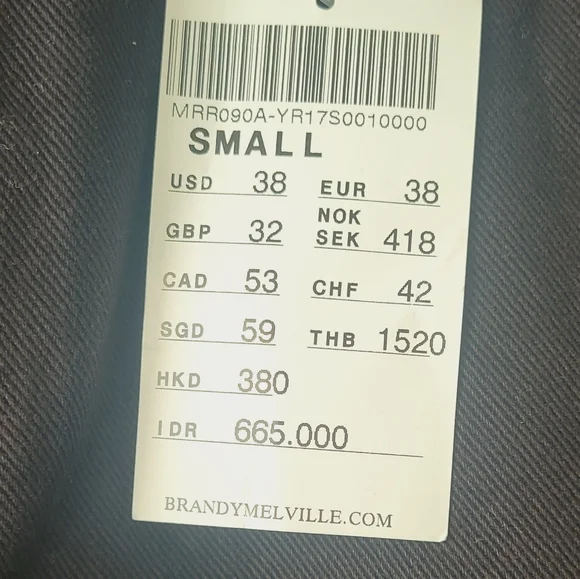 MRR090A-YR17S0010000
SMALL
USD 38 EUR 38
NOK
GBP 32 SEK 418
CAD 53 CHF 42
SGD 59 THB 1520
HKD 380
IDR 665.000
BRANDYMELVILLE.COM